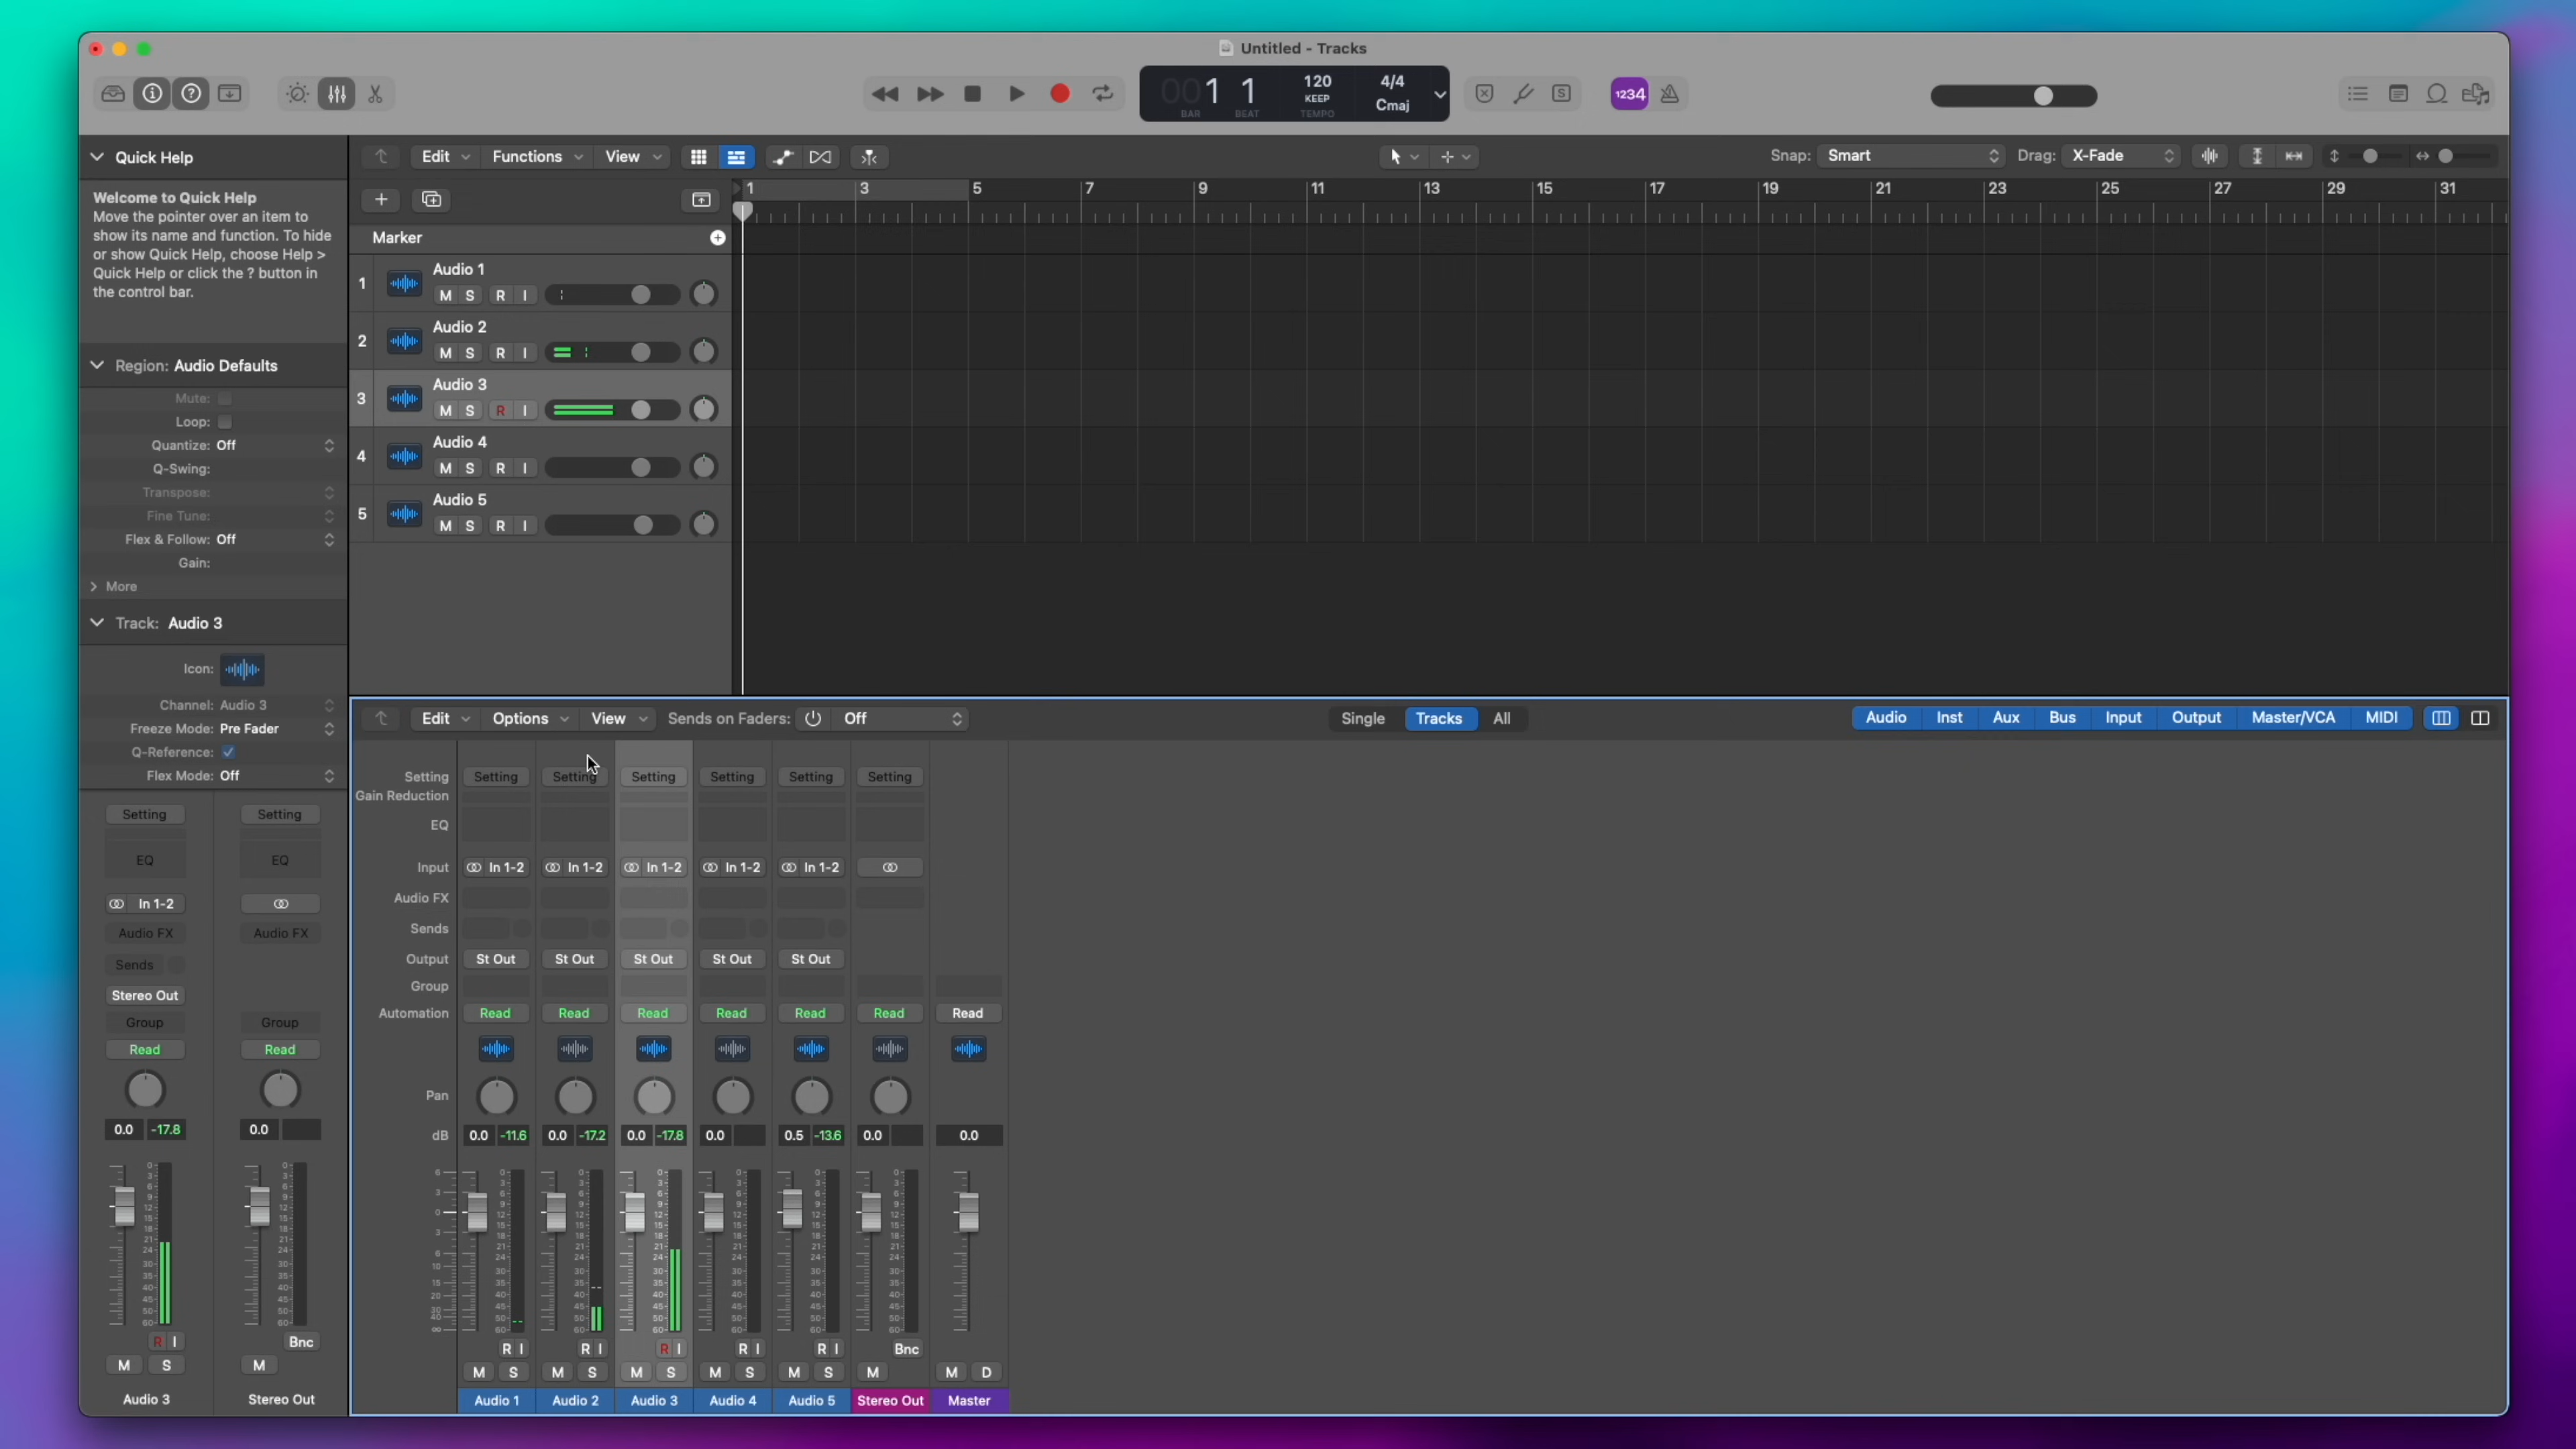 Untitled - Tracks
001 1
BAR BEAT
120
KEEP
TEMPO
4/4
Cmaj
S
1234
Quick Help
Welcome to Quick Help
Move the pointer over an item to
show its name and function. To hide
or show Quick Help, choose Help >
Quick Help or click the ? button in
the control bar.
Region: Audio Defaults
Mute:
Loop:
Quantize: Off
Q-Swing:
Transpose:
Fine Tune:
Flex & Follow: Off
Gain:
More
Track: Audio 3
Icon:
Channel: Audio 3
Freeze Mode: Pre Fader
Q-Reference:
Flex Mode: Off
Setting Setting
EQ EQ
In 1-2
Audio FX Audio FX
Sends
Stereo Out
Group Group
Read Read
0.0 -17.8 0.0
R I Bnc
M S M
Audio 3 Stereo Out
Edit Functions View
Snap: Smart Drag: X-Fade
1 3 5 7 9 11 13 15 17 19 21 23 25 27 29 31
Marker
1 Audio 1
M S R I
2 Audio 2
M S R I
3 Audio 3
M S R I
4 Audio 4
M S R I
5 Audio 5
M S R I
Edit Options View Sends on Faders: Off
Single Tracks All
Audio Inst Aux Bus Input Output Master/VCA MIDI
Setting Setting Setting Setting Setting Setting Setting
Gain Reduction
EQ
Input In 1-2 In 1-2 In 1-2 In 1-2 In 1-2
Audio FX
Sends
Output St Out St Out St Out St Out St Out
Group
Automation Read Read Read Read Read Read Read
Pan
dB 0.0 -11.6 0.0 -17.2 0.0 -17.8 0.0 0.5 -13.6 0.0 0.0
R I R I R I R I R I Bnc
M S M S M S M S M S M M D
Audio 1 Audio 2 Audio 3 Audio 4 Audio 5 Stereo Out Master